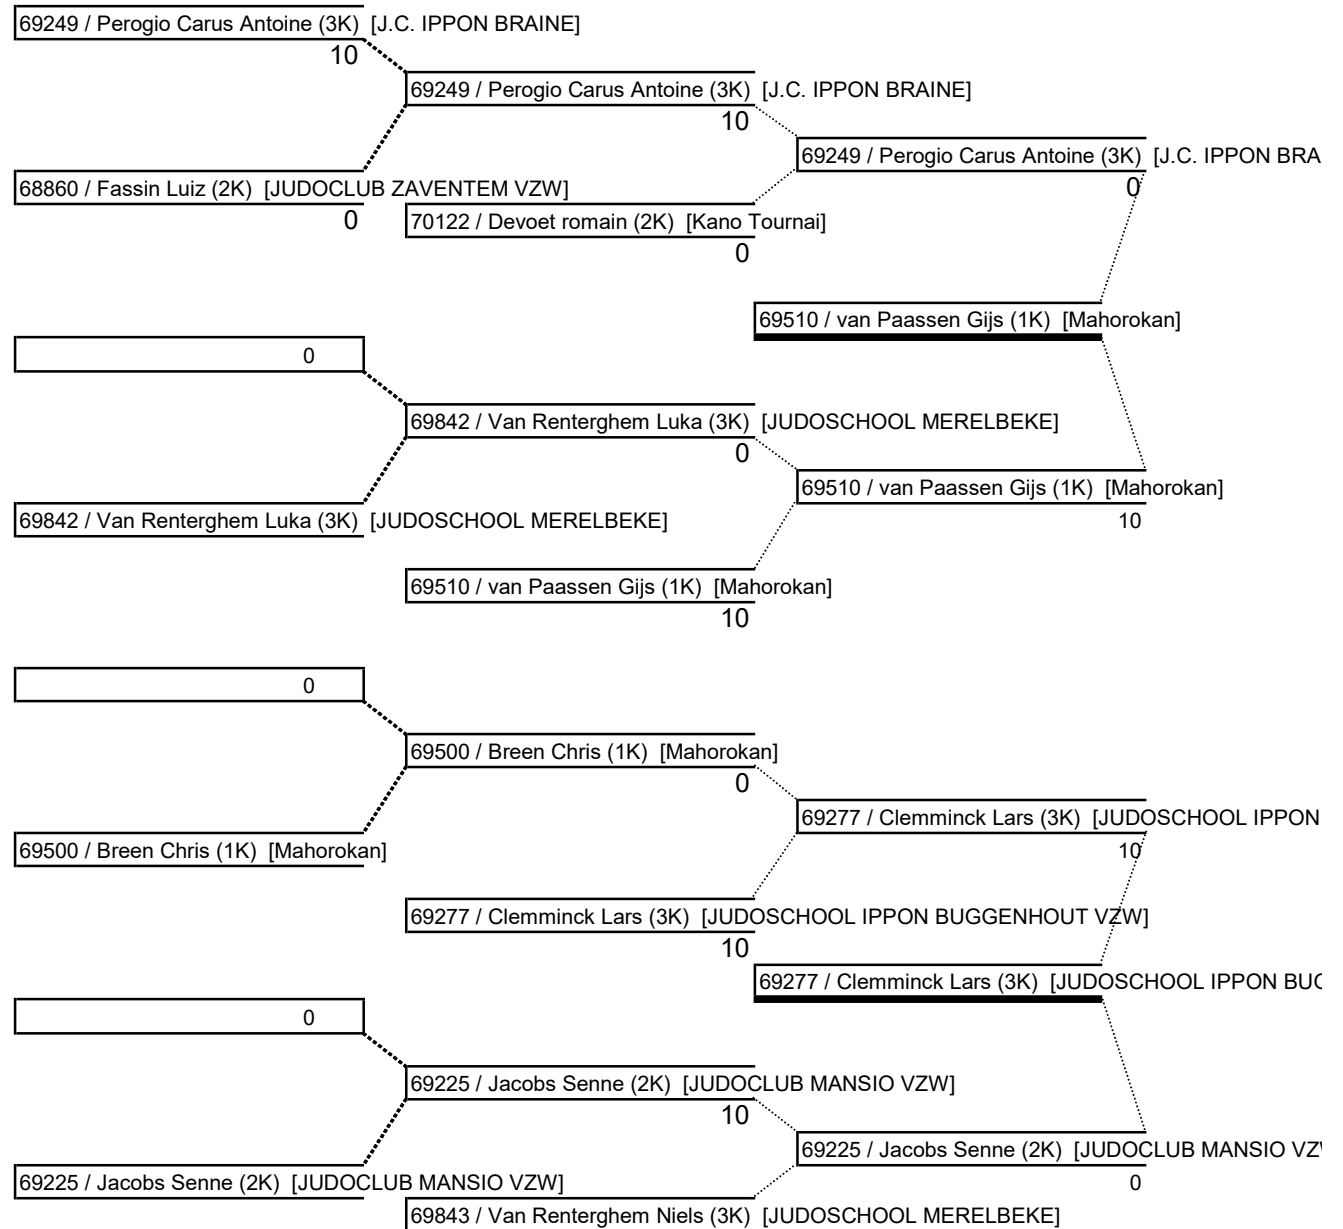 69249 / Perogio Carus Antoine (3K) [J.C. IPPON BRAINE]
10
69249 / Perogio Carus Antoine (3K) [J.C. IPPON BRAINE]
10
69249 / Perogio Carus Antoine (3K) [J.C. IPPON BRA
0
68860 / Fassin Luiz (2K) [JUDOCLUB ZAVENTEM VZW]
0
70122 / Devoet romain (2K) [Kano Tournai]
0
69510 / van Paassen Gijs (1K) [Mahorokan]
0
69842 / Van Renterghem Luka (3K) [JUDOSCHOOL MERELBEKE]
0
69510 / van Paassen Gijs (1K) [Mahorokan]
10
69842 / Van Renterghem Luka (3K) [JUDOSCHOOL MERELBEKE]
69510 / van Paassen Gijs (1K) [Mahorokan]
10
0
69500 / Breen Chris (1K) [Mahorokan]
0
69277 / Clemminck Lars (3K) [JUDOSCHOOL IPPON
10
69500 / Breen Chris (1K) [Mahorokan]
69277 / Clemminck Lars (3K) [JUDOSCHOOL IPPON BUGGENHOUT VZW]
10
69277 / Clemminck Lars (3K) [JUDOSCHOOL IPPON BUG
0
69225 / Jacobs Senne (2K) [JUDOCLUB MANSIO VZW]
10
69225 / Jacobs Senne (2K) [JUDOCLUB MANSIO VZW
0
69225 / Jacobs Senne (2K) [JUDOCLUB MANSIO VZW]
69843 / Van Renterghem Niels (3K) [JUDOSCHOOL MERELBEKE]